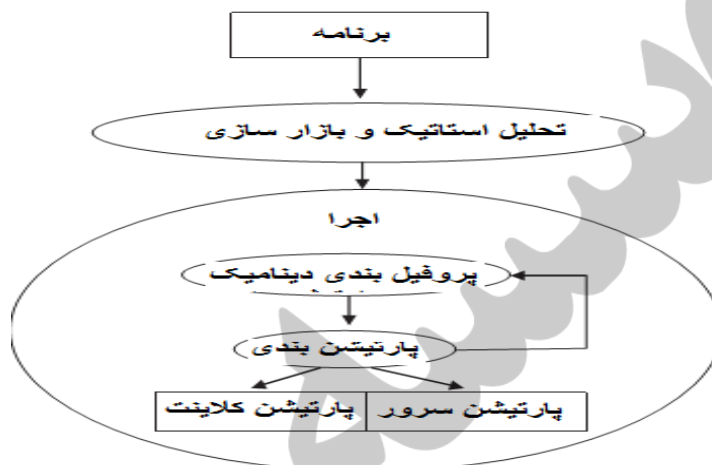 برنامه
تحلیل استاتیک و بازار سازی
اجرا
پروفیل بندی دینامیک
پارتیشن بندی
پارتیشن سرور
پارتیشن کلاینت